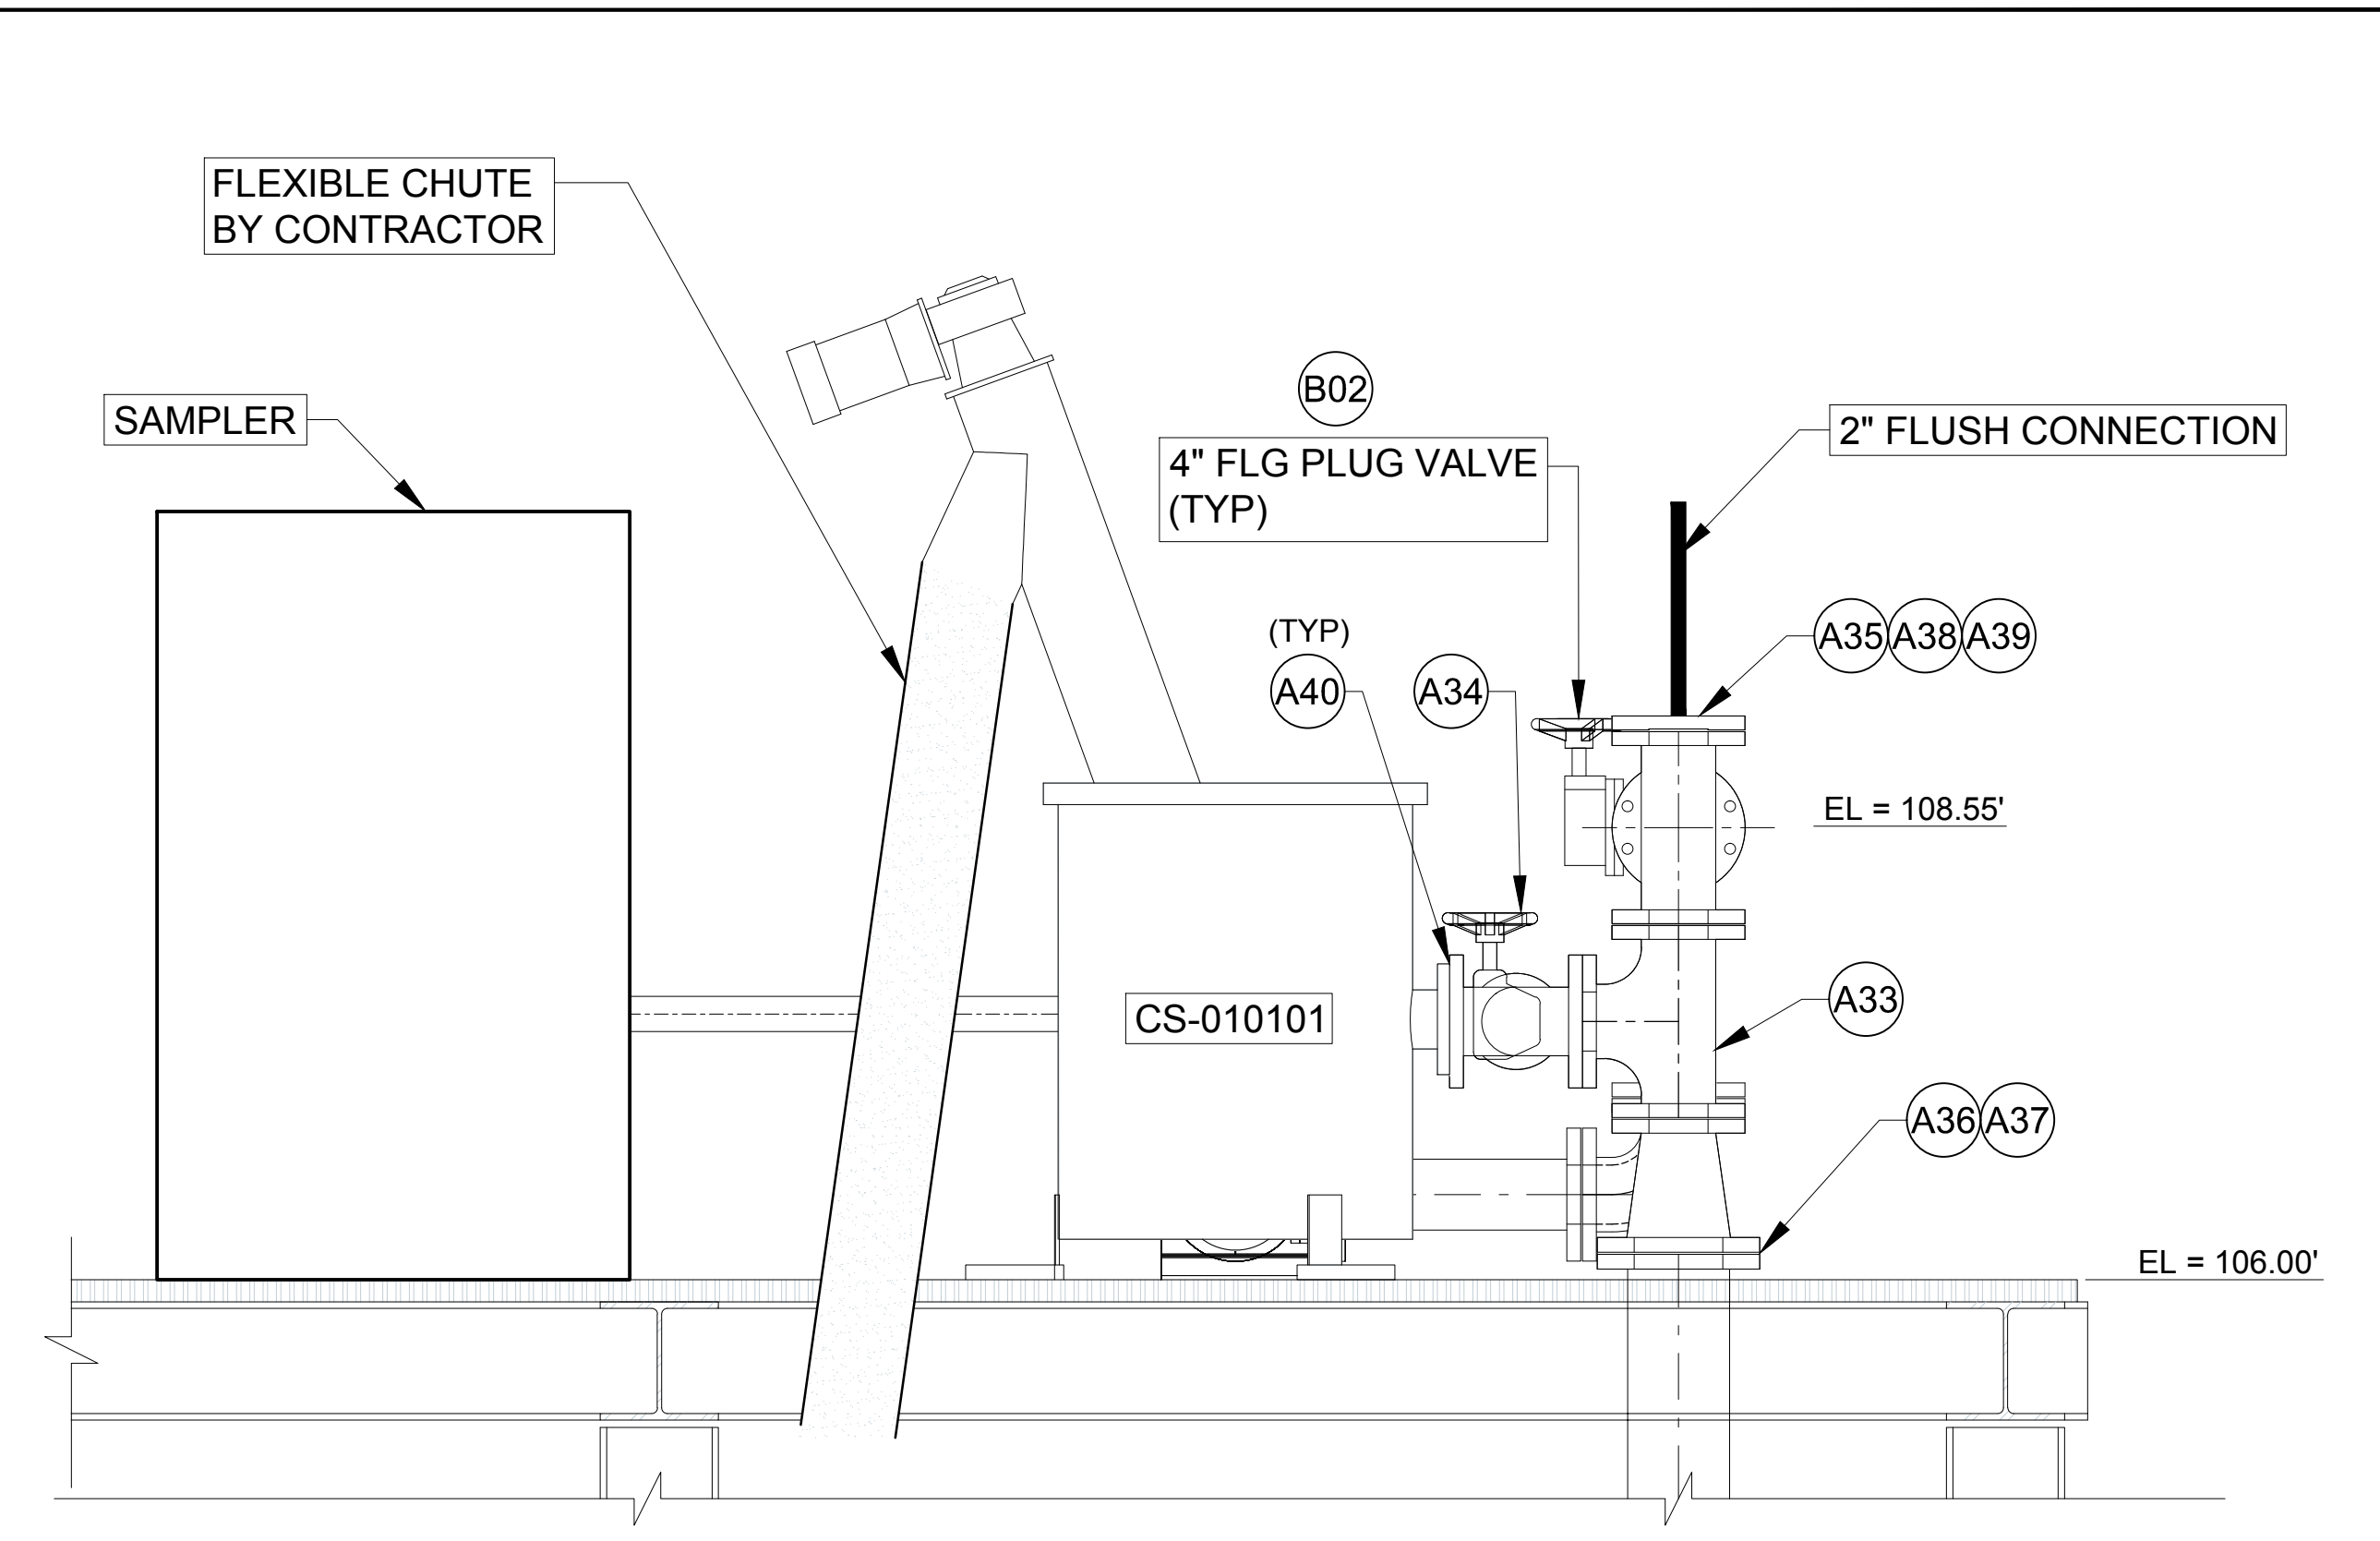 FLEXIBLE CHUTE
BY CONTRACTOR
SAMPLER
B02
4" FLG PLUG VALVE
(TYP)
2" FLUSH CONNECTION
(TYP)
A40
A34
A35 A38 A39
EL = 108.55'
CS-010101
A33
A36 A37
EL = 106.00'